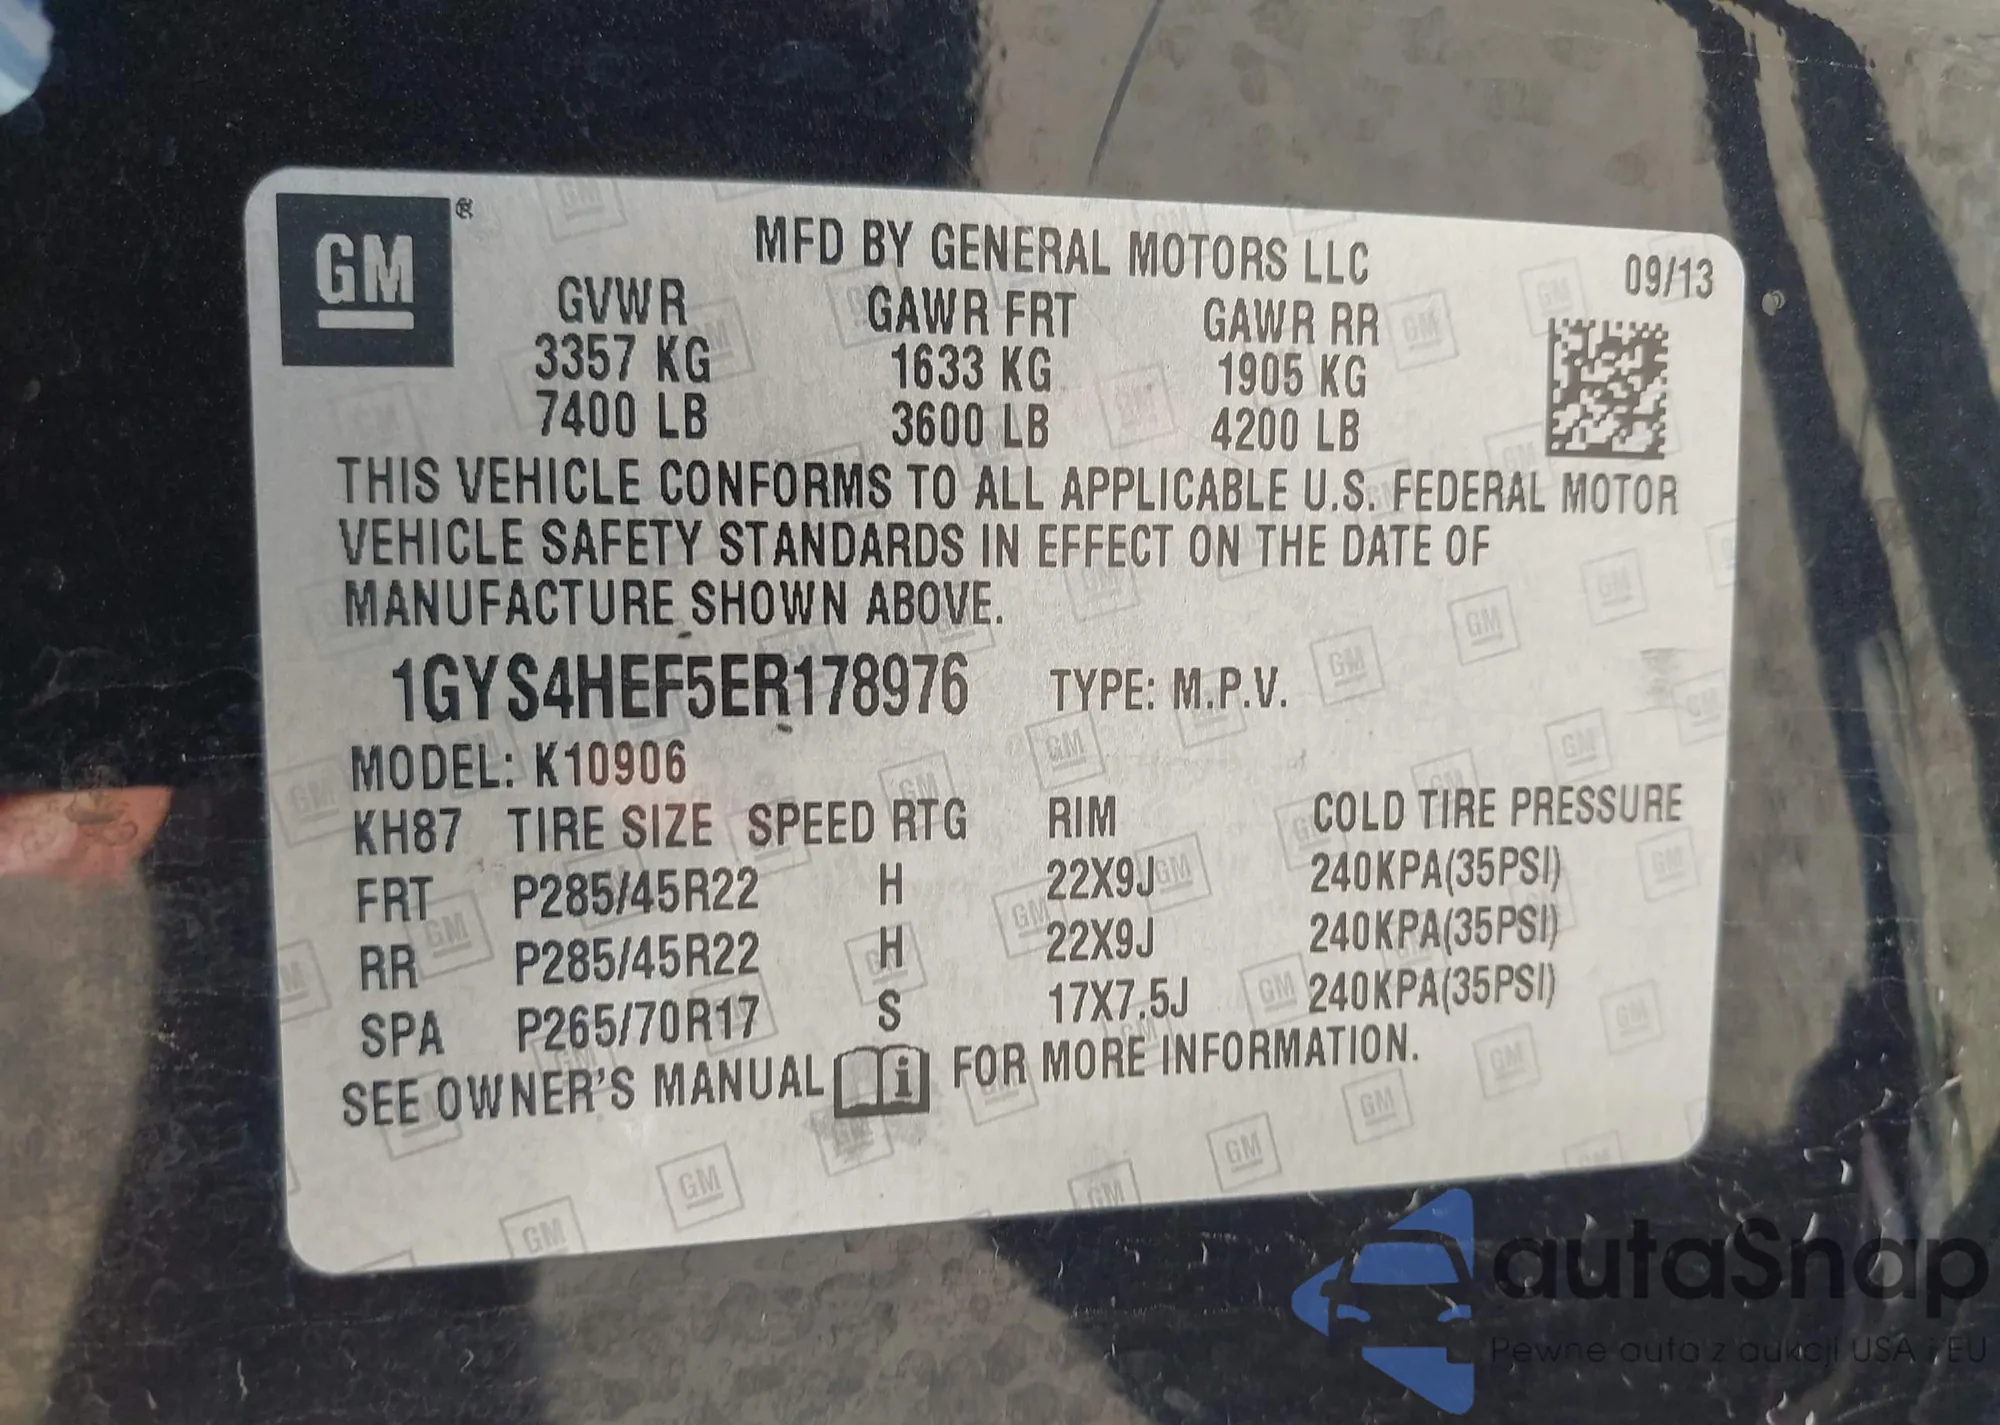 GM®
MFD BY GENERAL MOTORS LLC
09/13
GVWR GAWR FRT GAWR RR
3357 KG 1633 KG 1905 KG
7400 LB 3600 LB 4200 LB
THIS VEHICLE CONFORMS TO ALL APPLICABLE U.S. FEDERAL MOTOR
VEHICLE SAFETY STANDARDS IN EFFECT ON THE DATE OF
MANUFACTURE SHOWN ABOVE.
1GYS4HEF5ER178976 TYPE: M.P.V.
MODEL: K10906
KH87 TIRE SIZE SPEED RTG RIM COLD TIRE PRESSURE
FRT P285/45R22 H 22X9J 240KPA(35PSI)
RR P285/45R22 H 22X9J 240KPA(35PSI)
SPA P265/70R17 S 17X7.5J 240KPA(35PSI)
SEE OWNER'S MANUAL i FOR MORE INFORMATION.
autaSnap
Pewne auta z aukcji USA i EU